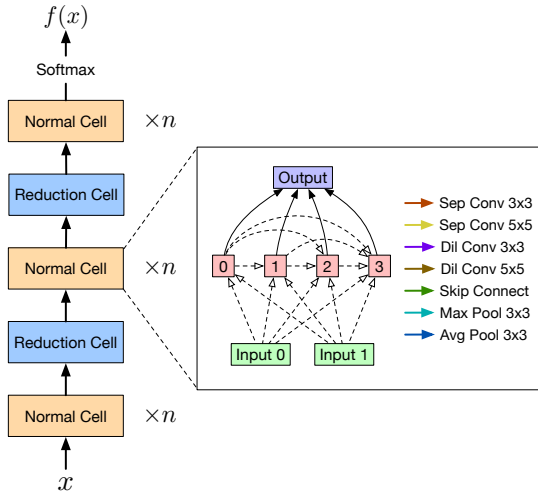 f(x)
Softmax
Normal Cell ×n
Reduction Cell
Normal Cell ×n
Reduction Cell
Normal Cell ×n
x
Output
0 1 2 3
Input 0 Input 1
Sep Conv 3x3
Sep Conv 5x5
Dil Conv 3x3
Dil Conv 5x5
Skip Connect
Max Pool 3x3
Avg Pool 3x3